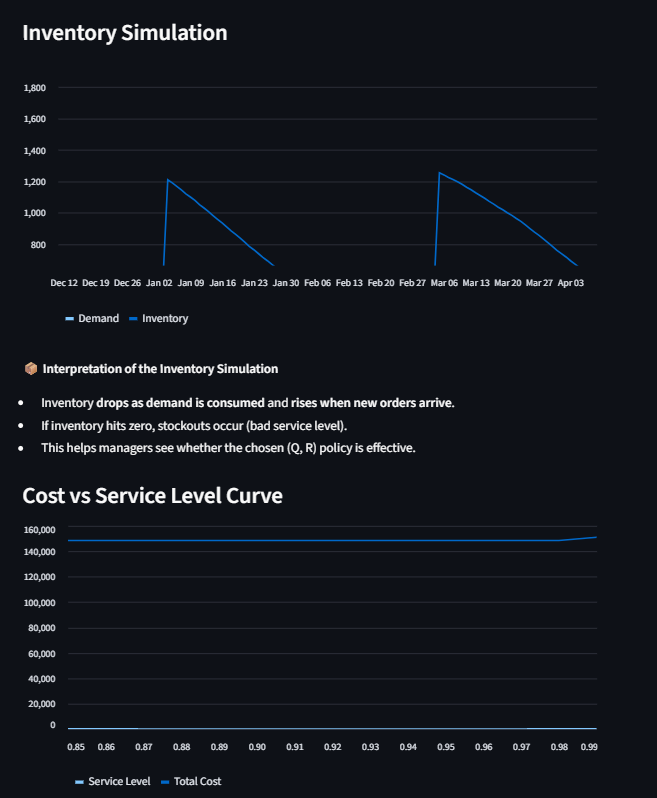 Inventory Simulation
1,800
1,600
1,400
1,200
1,000
800
Dec 12 Dec 19 Dec 26 Jan 02 Jan 09 Jan 16 Jan 23 Jan 30 Feb 06 Feb 13 Feb 20 Feb 27 Mar 06 Mar 13 Mar 20 Mar 27 Apr 03
Demand Inventory
📦 Interpretation of the Inventory Simulation
• Inventory drops as demand is consumed and rises when new orders arrive.
• If inventory hits zero, stockouts occur (bad service level).
• This helps managers see whether the chosen (Q, R) policy is effective.
Cost vs Service Level Curve
160,000
140,000
120,000
100,000
80,000
60,000
40,000
20,000
0
0.85 0.86 0.87 0.88 0.89 0.90 0.91 0.92 0.93 0.94 0.95 0.96 0.97 0.98 0.99
Service Level Total Cost